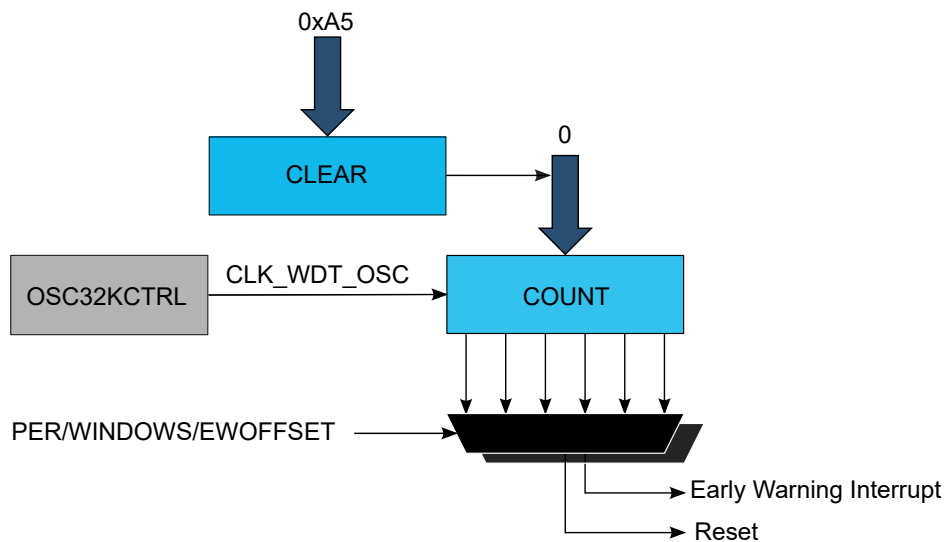 0xA5
0
CLEAR
CLK_WDT_OSC
OSC32KCTRL
COUNT
PER/WINDOWS/EWOFFSET
Early Warning Interrupt
Reset